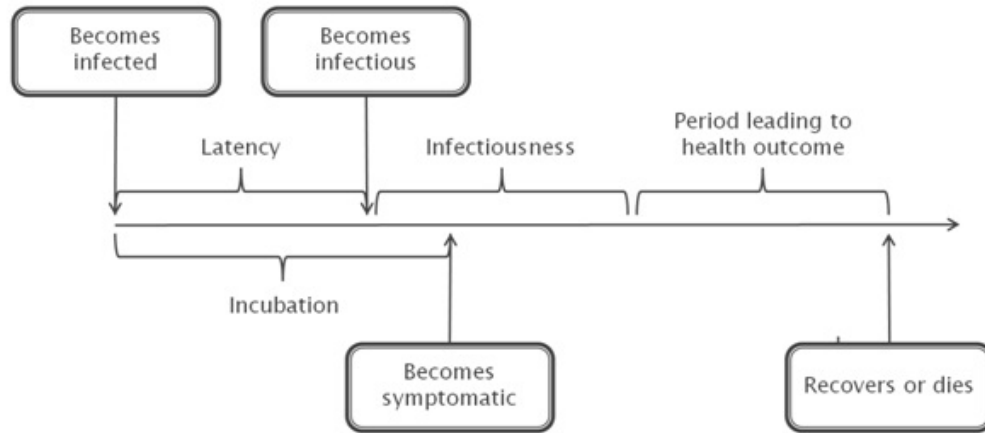 Becomes
infected
Becomes
infectious
Latency
Infectiousness
Period leading to
health outcome
Incubation
Becomes
symptomatic
Recovers or dies